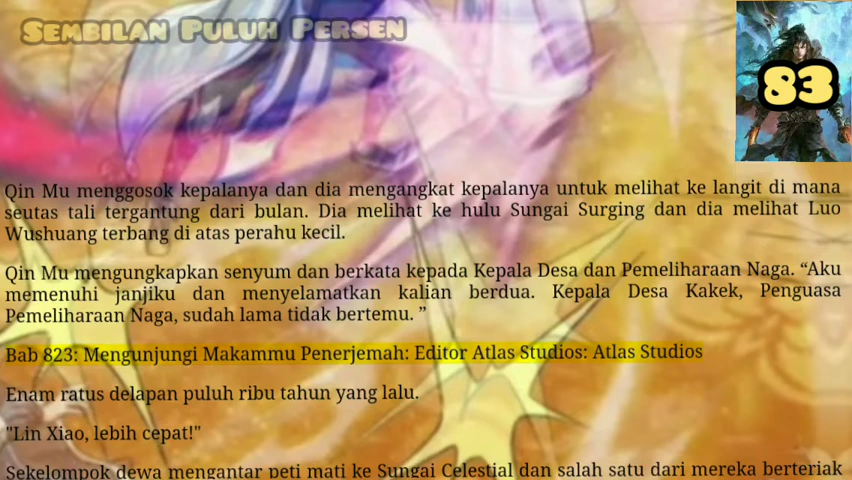 Sembilan Puluh Persen
83
Qin Mu menggosok kepalanya dan dia mengangkat kepalanya untuk melihat ke langit di mana
seutas tali tergantung dari bulan. Dia melihat ke hulu Sungai Surging dan dia melihat Luo
Wushuang terbang di atas perahu kecil.
Qin Mu mengungkapkan senyum dan berkata kepada Kepala Desa dan Pemeliharaan Naga. “Aku
memenuhi janjiku dan menyelamatkan kalian berdua. Kepala Desa Kakek, Penguasa
Pemeliharaan Naga, sudah lama tidak bertemu. ”
Bab 823: Mengunjungi Makammu Penerjemah: Editor Atlas Studios: Atlas Studios
Enam ratus delapan puluh ribu tahun yang lalu.
"Lin Xiao, lebih cepat!"
Sekelompok dewa mengantar peti mati ke Sungai Celestial dan salah satu dari mereka berteriak